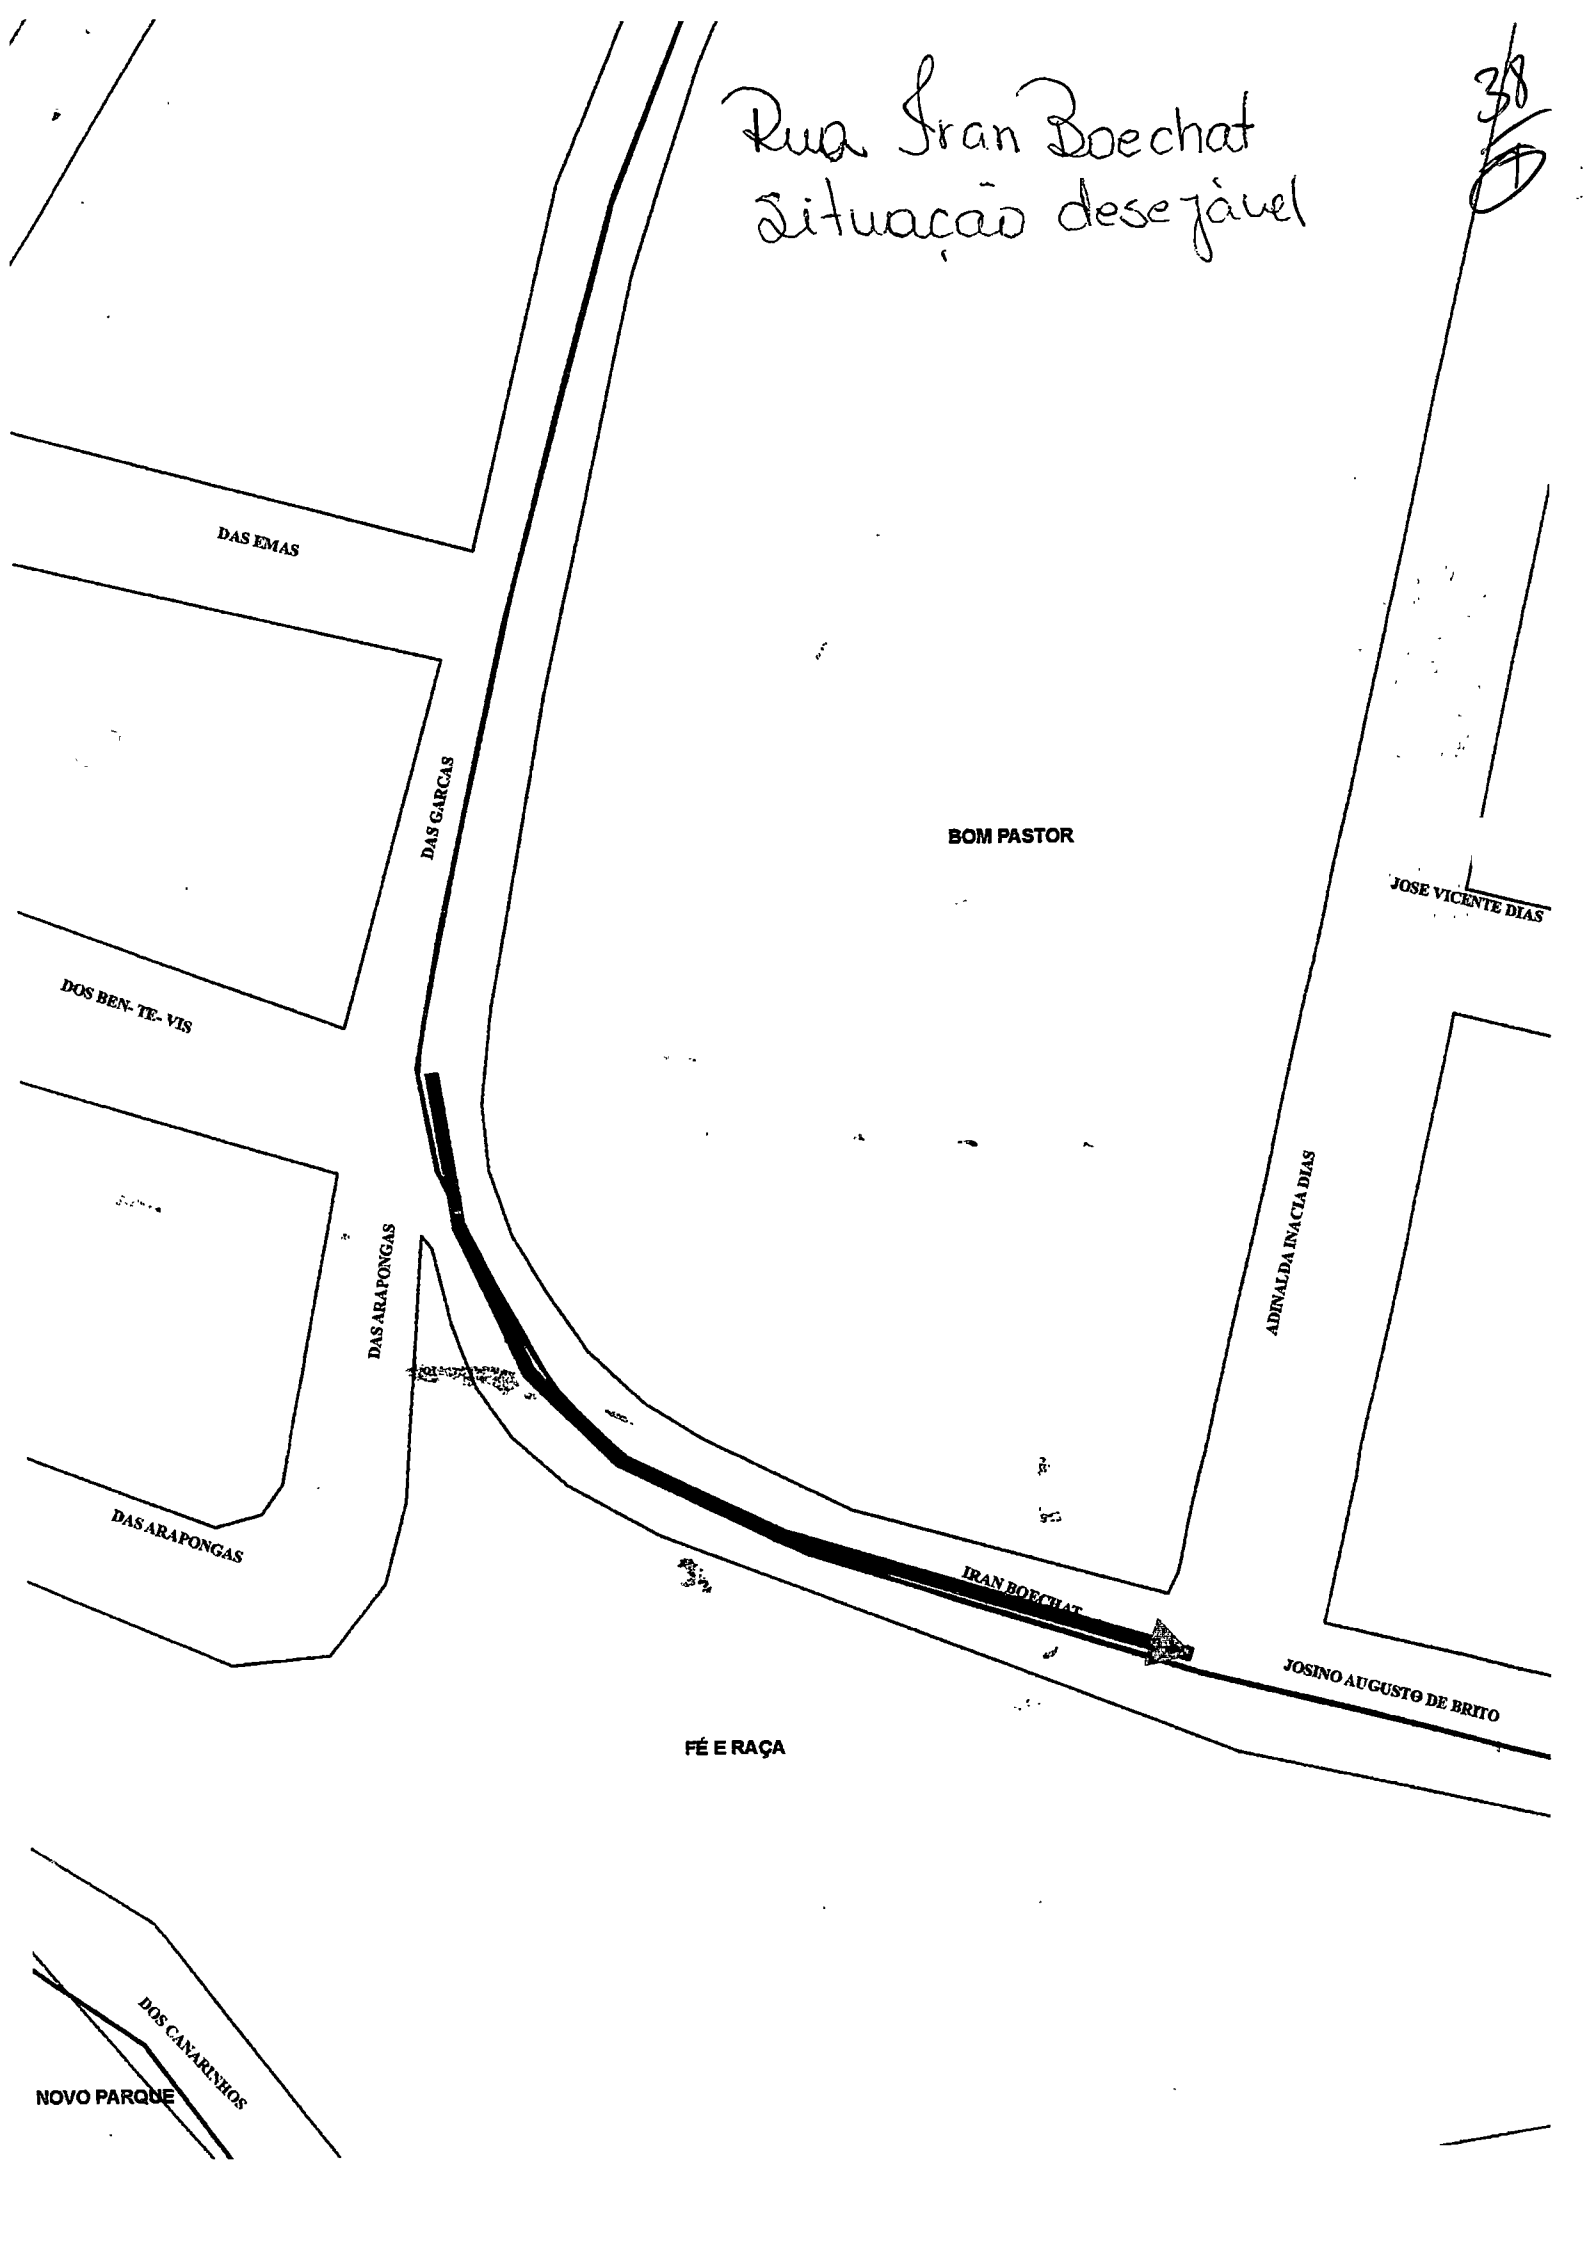 Rua Iran Boechat
Situação desejável
38
DAS EMAS
DAS GARCAS
BOM PASTOR
JOSE VICENTE DIAS
DOS BEN- TE- VIS
ADINALDA INACIA DIAS
DAS ARAPONGAS
DAS ARAPONGAS
IRAN BOECHAT
JOSINO AUGUSTO DE BRITO
FÉ E RAÇA
DOS CANARINHOS
NOVO PARQUE